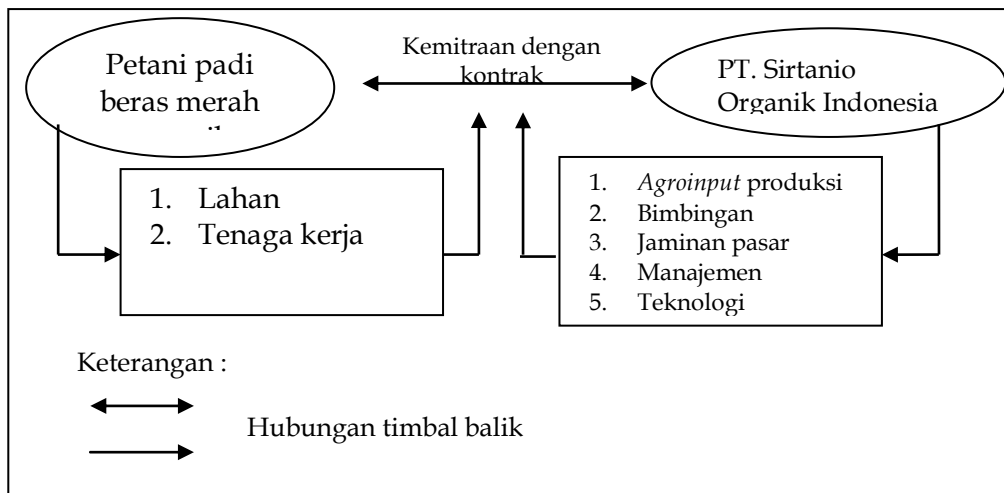 Petani padi
beras merah
Kemitraan dengan
kontrak
PT. Sirtanio
Organik Indonesia
1. Lahan
2. Tenaga kerja
1. Agroinput produksi
2. Bimbingan
3. Jaminan pasar
4. Manajemen
5. Teknologi
Keterangan :
Hubungan timbal balik